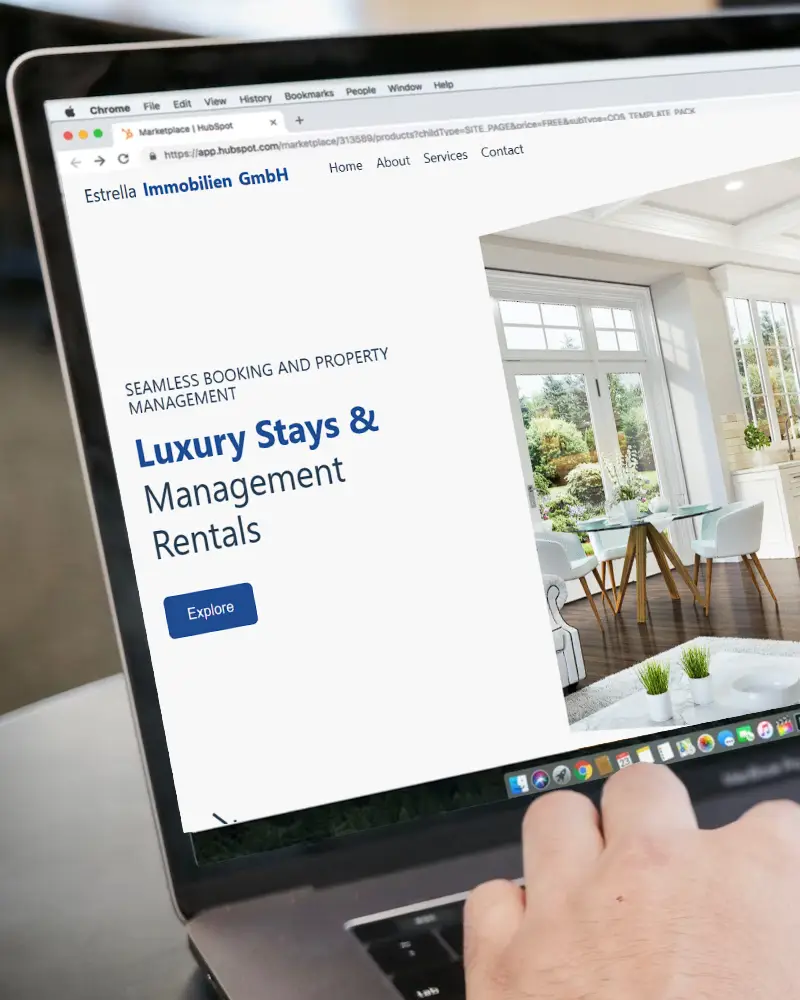 Chrome File Edit View History Bookmarks People Window Help
Marketplace | HubSpot
https://app.hubspot.com/marketplace/313589/products?childType=SITE_PAGE&price=FREE&subType=COS_TEMPLATE_PACK
Estrella Immobilien GmbH Home About Services Contact
SEAMLESS BOOKING AND PROPERTY
MANAGEMENT
Luxury Stays &
Management
Rentals
Explore
23
tab